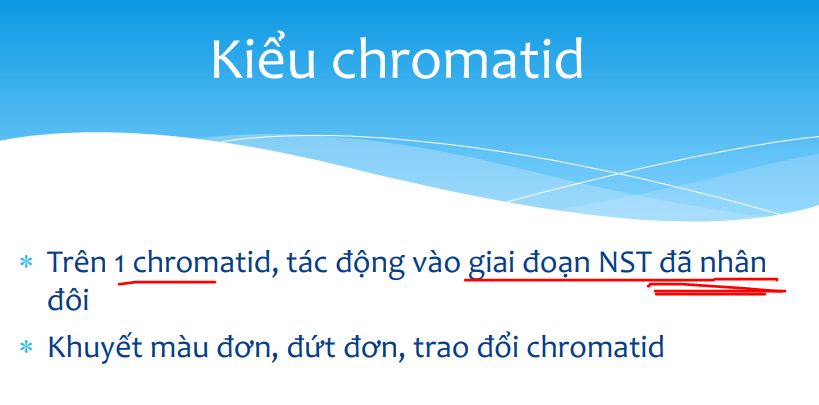 Kiểu chromatid
* Trên 1 chromatid, tác động vào giai đoạn NST đã nhân
đôi
* Khuyết màu đơn, đứt đơn, trao đổi chromatid